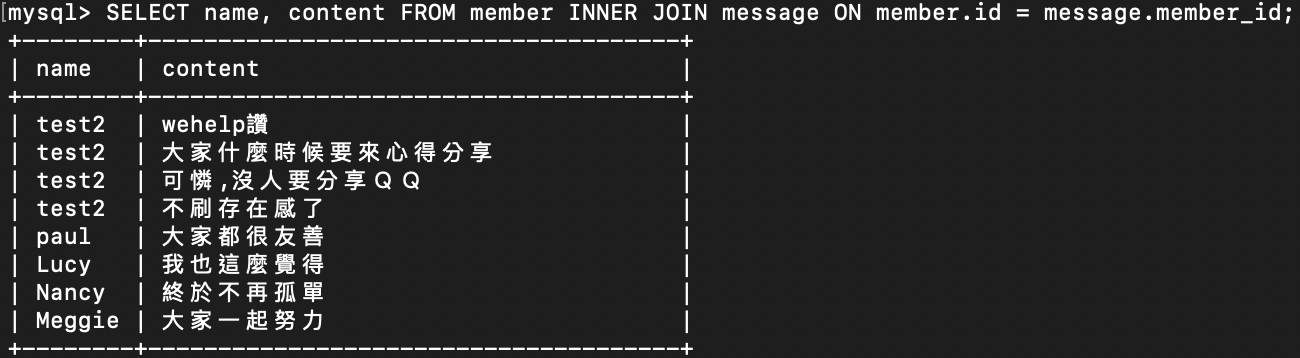 [mysql> SELECT name, content FROM member INNER JOIN message ON member.id = message.member_id;
+--------+--------------------------------------+
| name   | content                              |
+--------+--------------------------------------+
| test2  | wehelp讚                             |
| test2  | 大家什麼時候要來心得分享             |
| test2  | 可憐,沒人要分享ＱＱ                  |
| test2  | 不刷存在感了                         |
| paul   | 大家都很友善                         |
| Lucy   | 我也這麼覺得                         |
| Nancy  | 終於不再孤單                         |
| Meggie | 大家一起努力                         |
+--------+--------------------------------------+